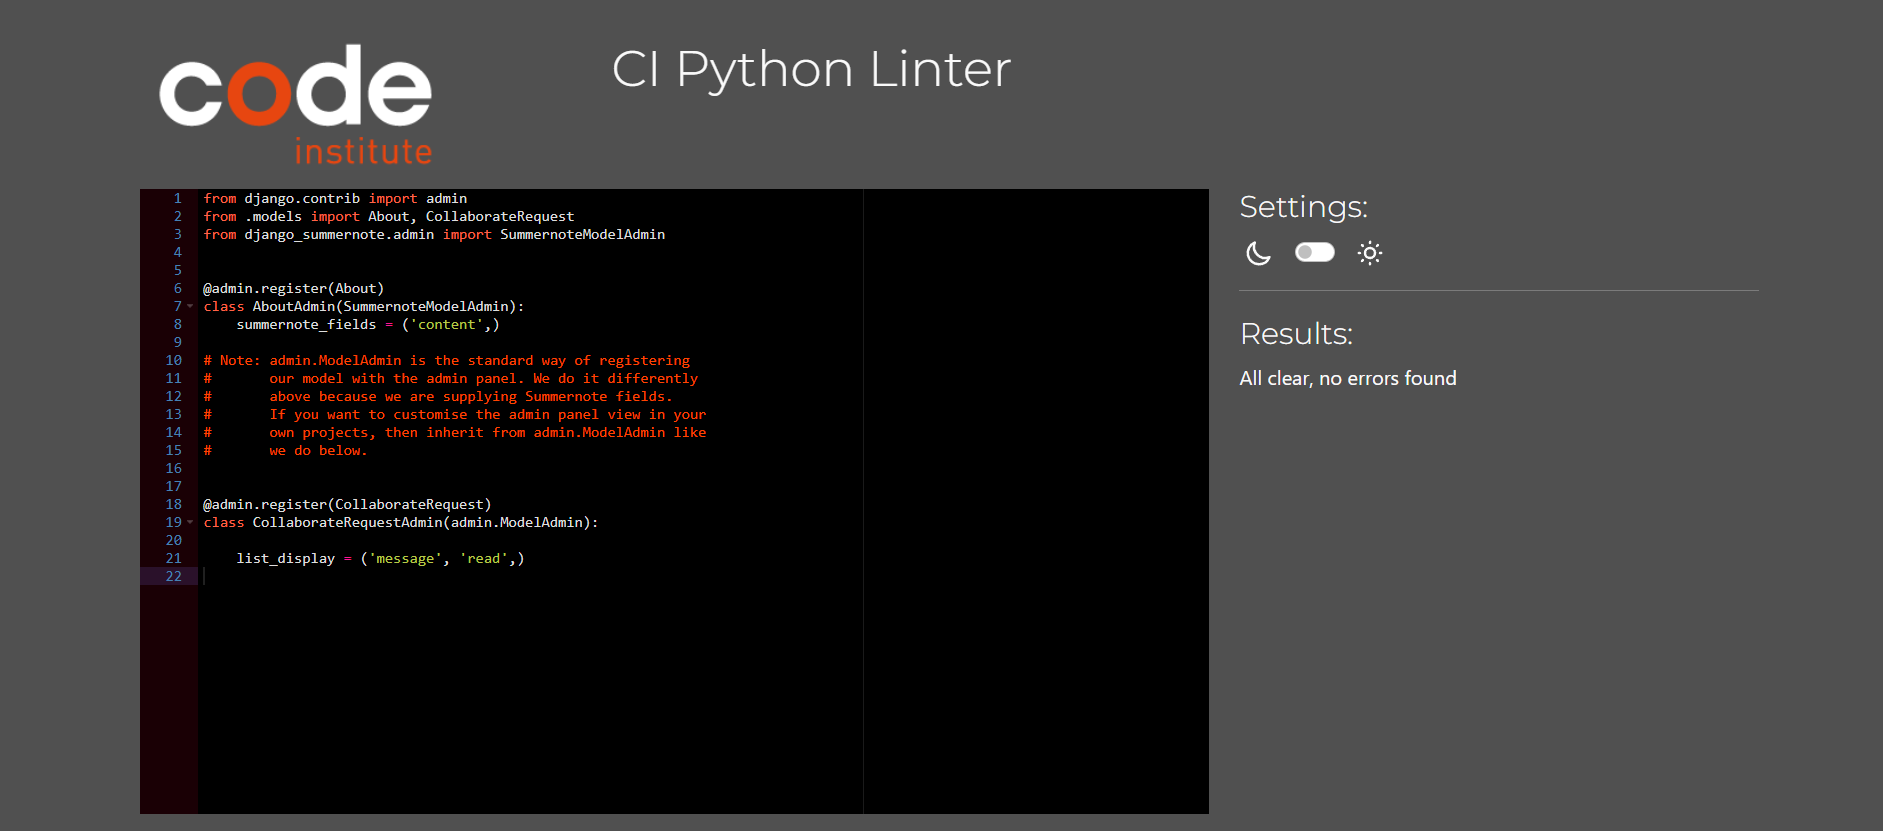 code
institute
CI Python Linter
1 from django.contrib import admin
2 from .models import About, CollaborateRequest
3 from django_summernote.admin import SummernoteModelAdmin
4
5
6 @admin.register(About)
7 class AboutAdmin(SummernoteModelAdmin):
8     summernote_fields = ('content',)
9
10 # Note: admin.ModelAdmin is the standard way of registering
11 #       our model with the admin panel. We do it differently
12 #       above because we are supplying Summernote fields.
13 #       If you want to customise the admin panel view in your
14 #       own projects, then inherit from admin.ModelAdmin like
15 #       we do below.
16
17
18 @admin.register(CollaborateRequest)
19 class CollaborateRequestAdmin(admin.ModelAdmin):
20
21     list_display = ('message', 'read',)
22
Settings:
Results:
All clear, no errors found